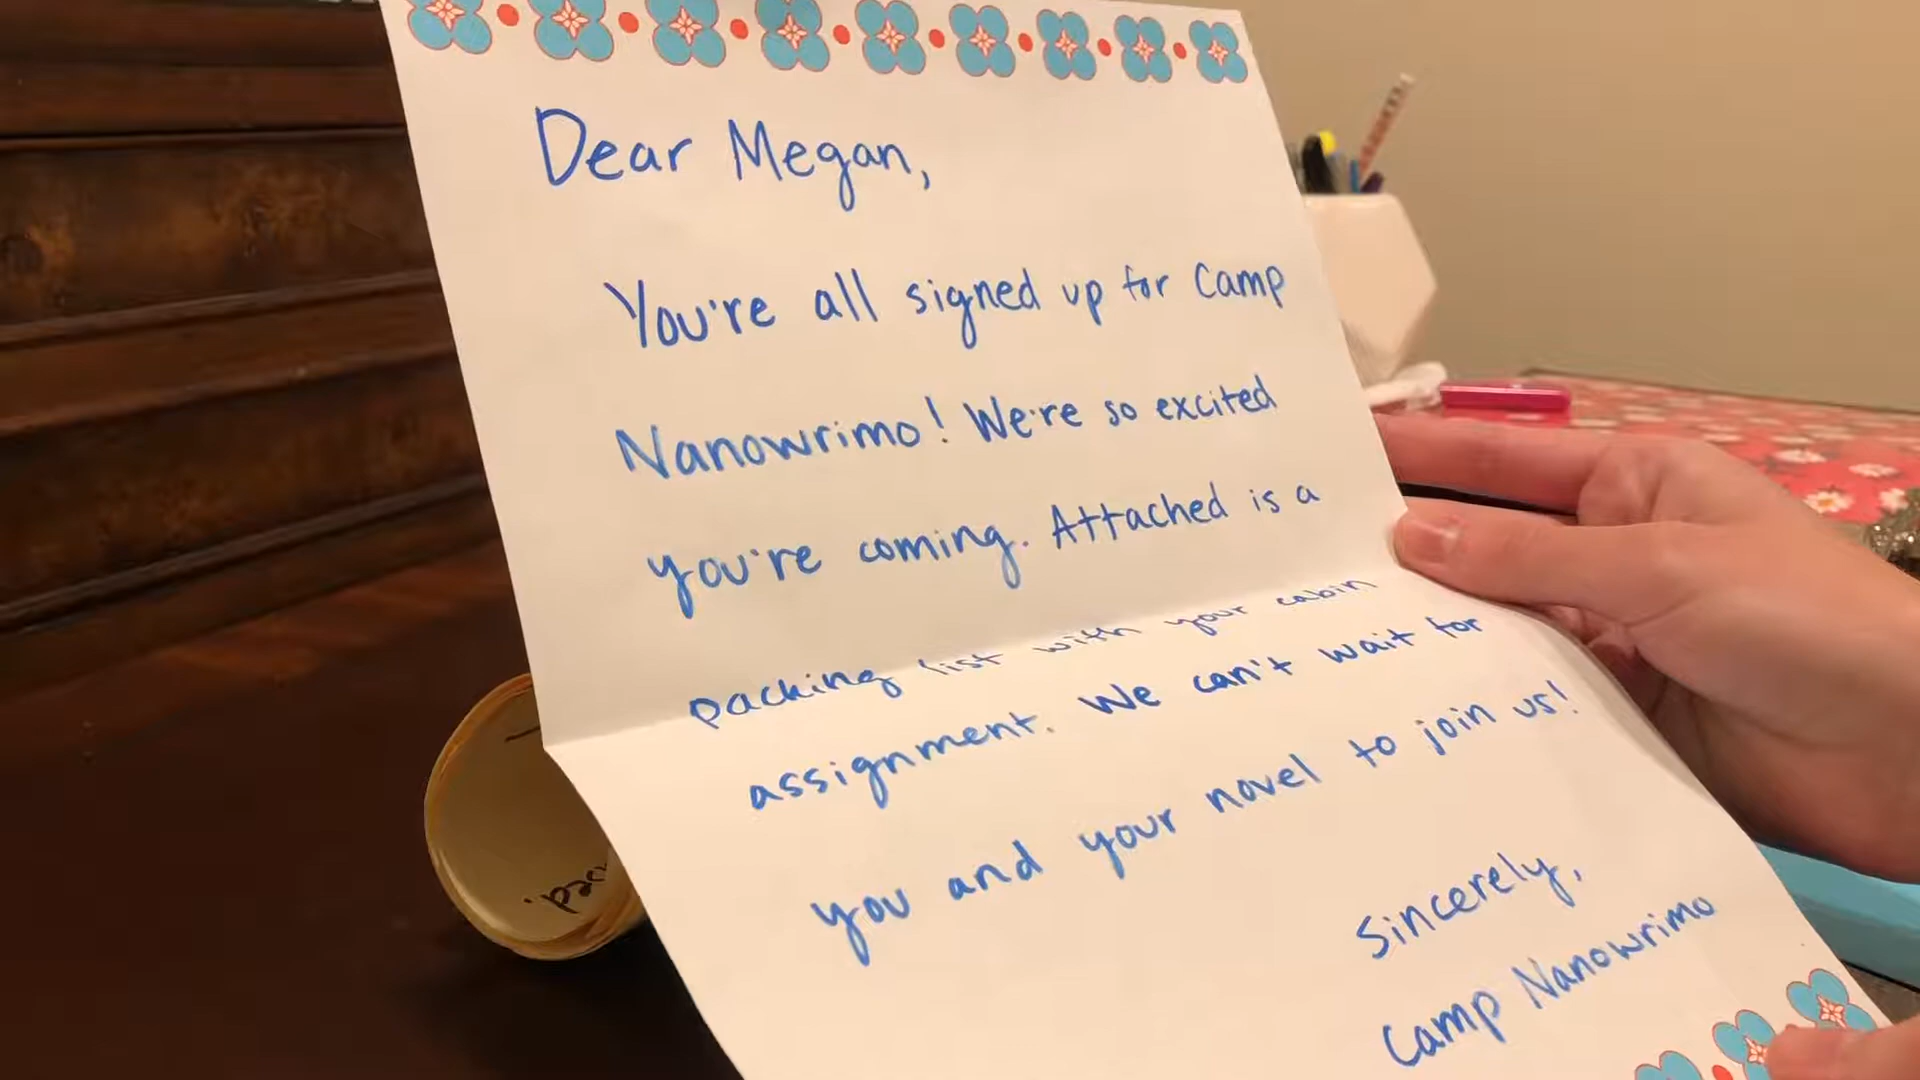 Dear Megan,
You're all signed up for Camp
Nanowrimo! We're so excited
you're coming. Attached is a
packing list with your cabin
assignment. We can't wait for
you and your novel to join us!
Sincerely,
Camp Nanowrimo